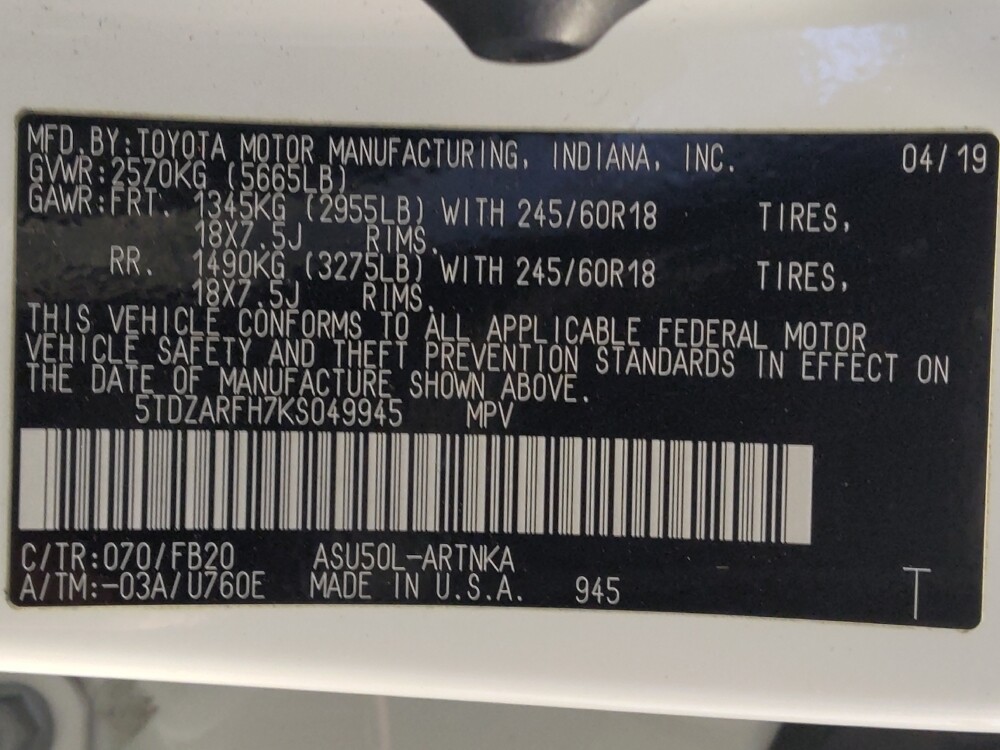 MFD.BY:TOYOTA MOTOR MANUFACTURING, INDIANA, INC. 04/19
GVWR:2570KG (5665LB)
GAWR:FRT. 1345KG (2955LB) WITH 245/60R18 TIRES,
18X7.5J RIMS.
RR. 1490KG (3275LB) WITH 245/60R18 TIRES,
18X7.5J RIMS.
THIS VEHICLE CONFORMS TO ALL APPLICABLE FEDERAL MOTOR
VEHICLE SAFETY AND THEFT PREVENTION STANDARDS IN EFFECT ON
THE DATE OF MANUFACTURE SHOWN ABOVE.
5TDZARFH7KS049945 MPV
C/TR:070/FB20 ASU50L-ARTNKA
A/TM:-03A/U760E MADE IN U.S.A. 945 T